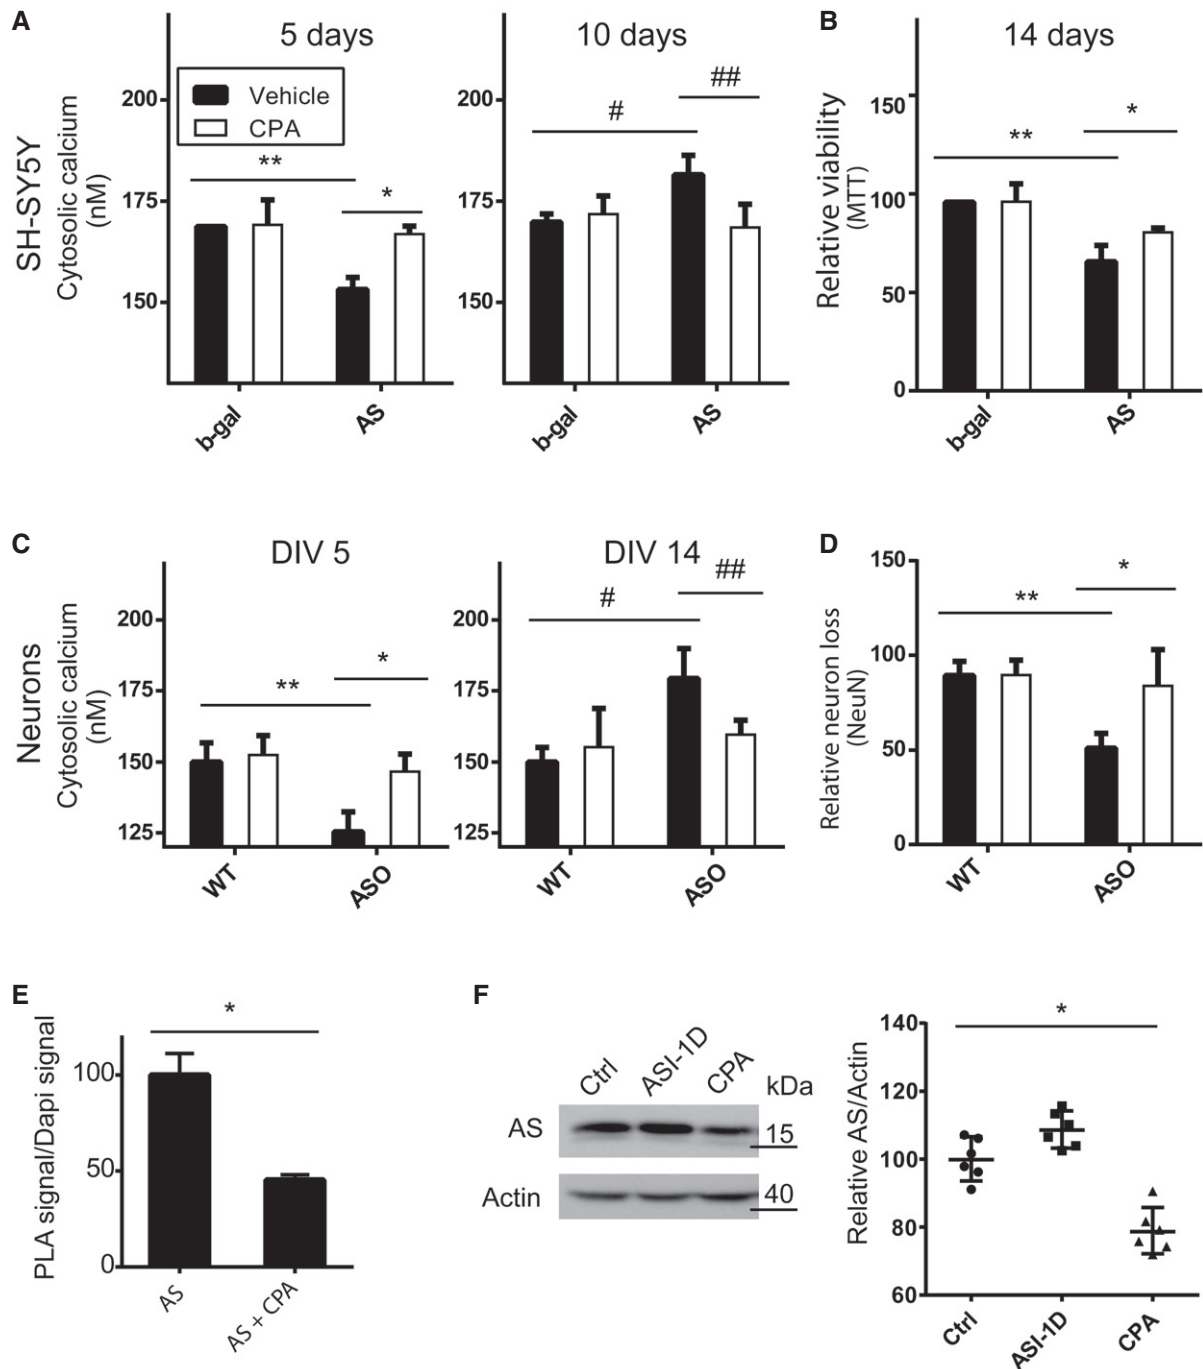 A
5 days
10 days
SH-SY5Y
Cytosolic calcium
(nM)
200
175
150
Vehicle
CPA
**
*
b-gal
AS
200
175
150
#
##
b-gal
AS
B
14 days
Relative viability
(MTT)
150
100
50
0
**
*
b-gal
AS
C
DIV 5
DIV 14
Neurons
Cytosolic calcium
(nM)
200
175
150
125
**
*
WT
ASO
200
175
150
125
#
##
WT
ASO
D
Relative neuron loss
(NeuN)
150
100
50
0
**
*
WT
ASO
E
PLA signal/Dapi signal
100
50
0
*
AS
AS + CPA
F
Ctrl
ASI-1D
CPA
kDa
AS
15
Actin
40
Relative AS/Actin
140
120
100
80
60
*
Ctrl
ASI-1D
CPA